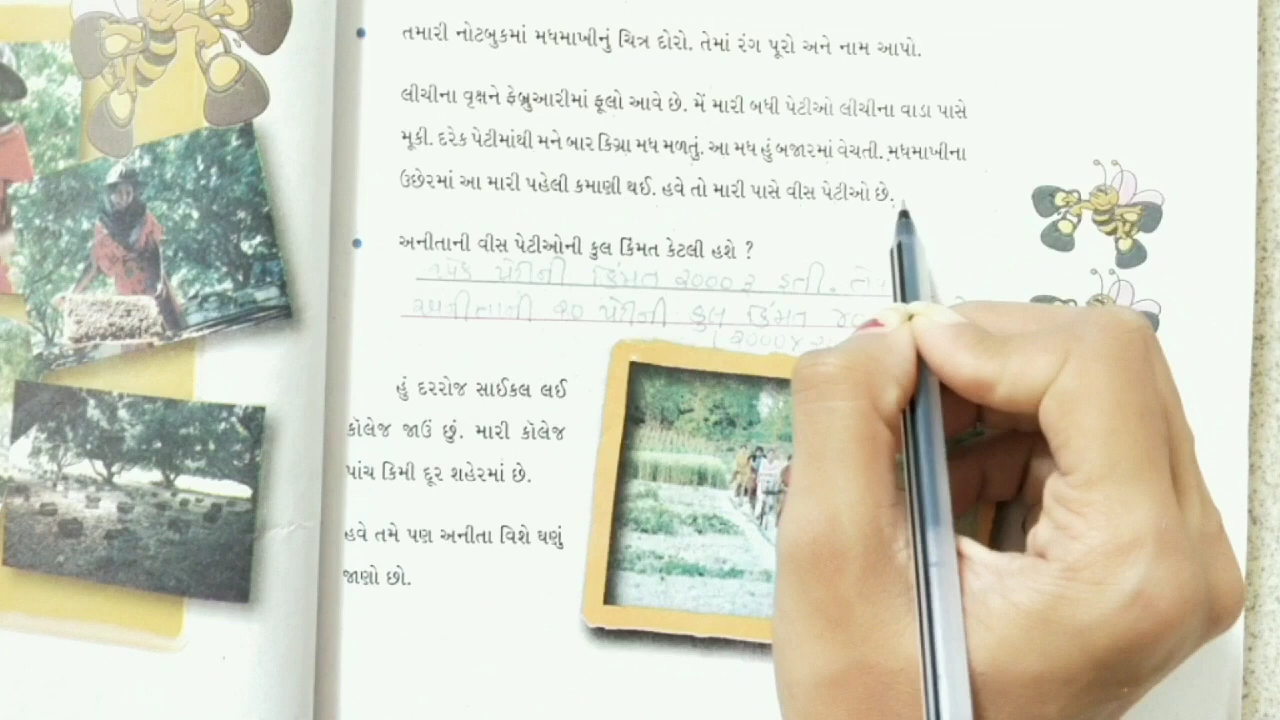 તમારી નોટબુકમાં મધમાખીનું ચિત્ર દોરો. તેમાં રંગ પૂરો અને નામ આપો.
લીચીના વૃક્ષને ફેબ્રુઆરીમાં ફૂલો આવે છે. મેં મારી બધી પેટીઓ લીચીના વાડા પાસે
મૂકી. દરેક પેટીમાંથી મને બાર કિગ્રા મધ મળતું. આ મધ હું બજારમાં વેચતી. મધમાખીના
ઉછેરમાં આ મારી પહેલી કમાણી થઈ. હવે તો મારી પાસે વીસ પેટીઓ છે.
અનીતાની વીસ પેટીઓની કુલ કિંમત કેટલી હશે ?
એક પેટીની કિંમત ૨૦૦૦ રૂ હતી.
અનીતાની ૨૦ પેટીની કુલ કિંમત
હું દરરોજ સાઈકલ લઈ
કૉલેજ જાઉં છું. મારી કૉલેજ
પાંચ કિમી દૂર શહેરમાં છે.
હવે તમે પણ અનીતા વિશે ઘણું
જાણો છો.